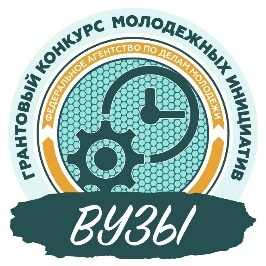 ГРАНТОВЫЙ КОНКУРС МОЛОДЕЖНЫХ ИНИЦИАТИВ
ФЕДЕРАЛЬНОЕ АГЕНТСТВО ПО ДЕЛАМ МОЛОДЕЖИ
ВУЗЫ